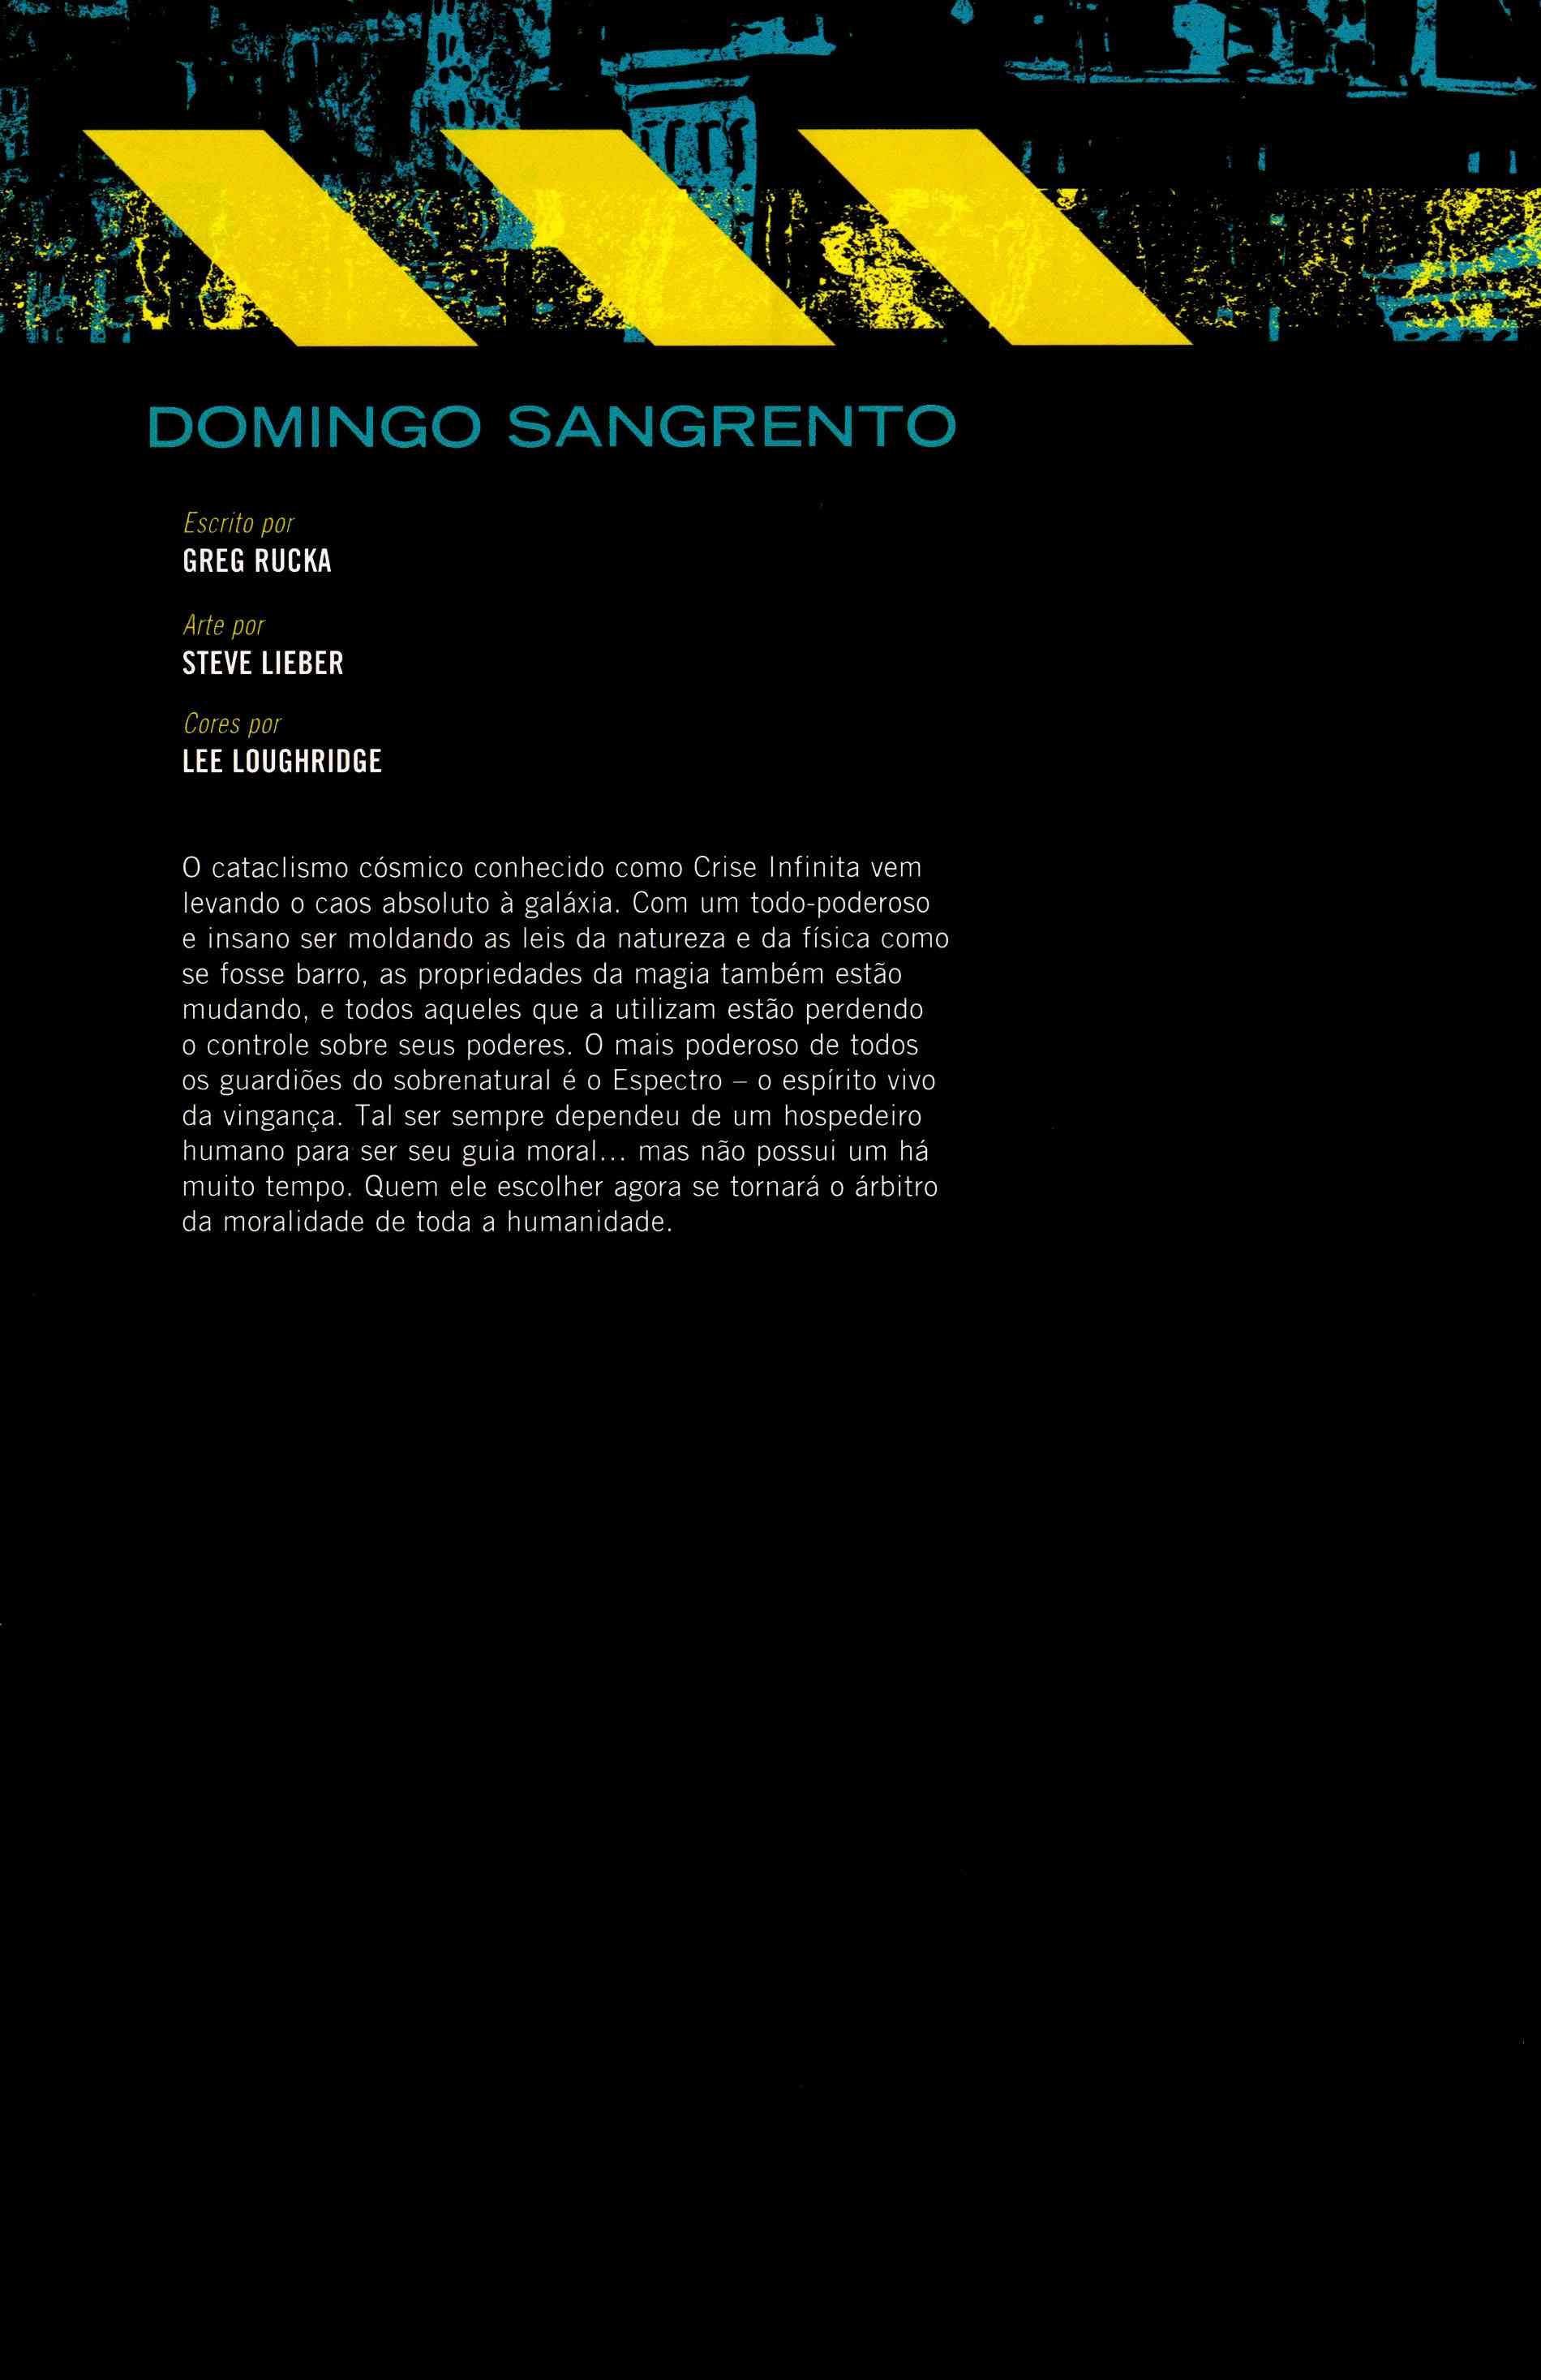 DOMINGO SANGRENTO
Escrito por
GREG RUCKA
Arte por
STEVE LIEBER
Cores por
LEE LOUGHRIDGE
O cataclismo cósmico conhecido como Crise Infinita vem
levando o caos absoluto à galáxia. Com um todo-poderoso
e insano ser moldando as leis da natureza e da física como
se fosse barro, as propriedades da magia também estão
mudando, e todos aqueles que a utilizam estão perdendo
o controle sobre seus poderes. O mais poderoso de todos
os guardiões do sobrenatural é o Espectro – o espírito vivo
da vingança. Tal ser sempre dependeu de um hospedeiro
humano para ser seu guia moral... mas não possui um há
muito tempo. Quem ele escolher agora se tornará o árbitro
da moralidade de toda a humanidade.